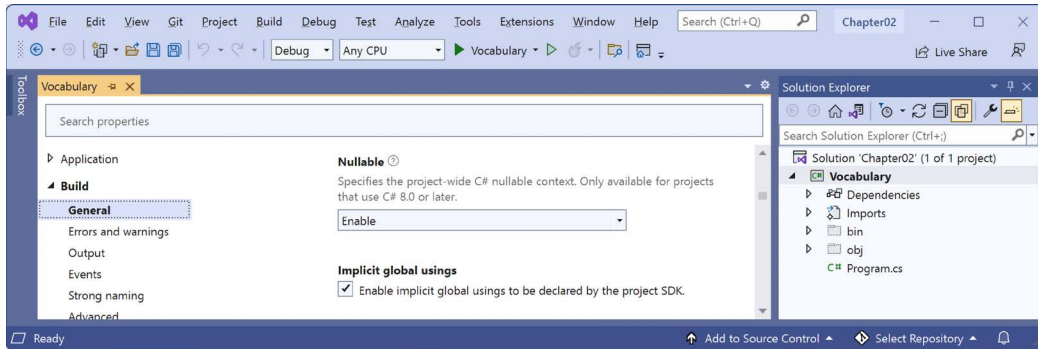 File Edit View Git Project Build Debug Test Analyze Tools Extensions Window Help Search (Ctrl+Q) Chapter02
Debug Any CPU Vocabulary Live Share
Toolbox
Vocabulary
Search properties
Application
Build
General
Errors and warnings
Output
Events
Strong naming
Advanced
Nullable
Specifies the project-wide C# nullable context. Only available for projects
that use C# 8.0 or later.
Enable
Implicit global usings
Enable implicit global usings to be declared by the project SDK.
Solution Explorer
Search Solution Explorer (Ctrl+;)
Solution 'Chapter02' (1 of 1 project)
C# Vocabulary
Dependencies
Imports
bin
obj
C# Program.cs
Ready Add to Source Control Select Repository